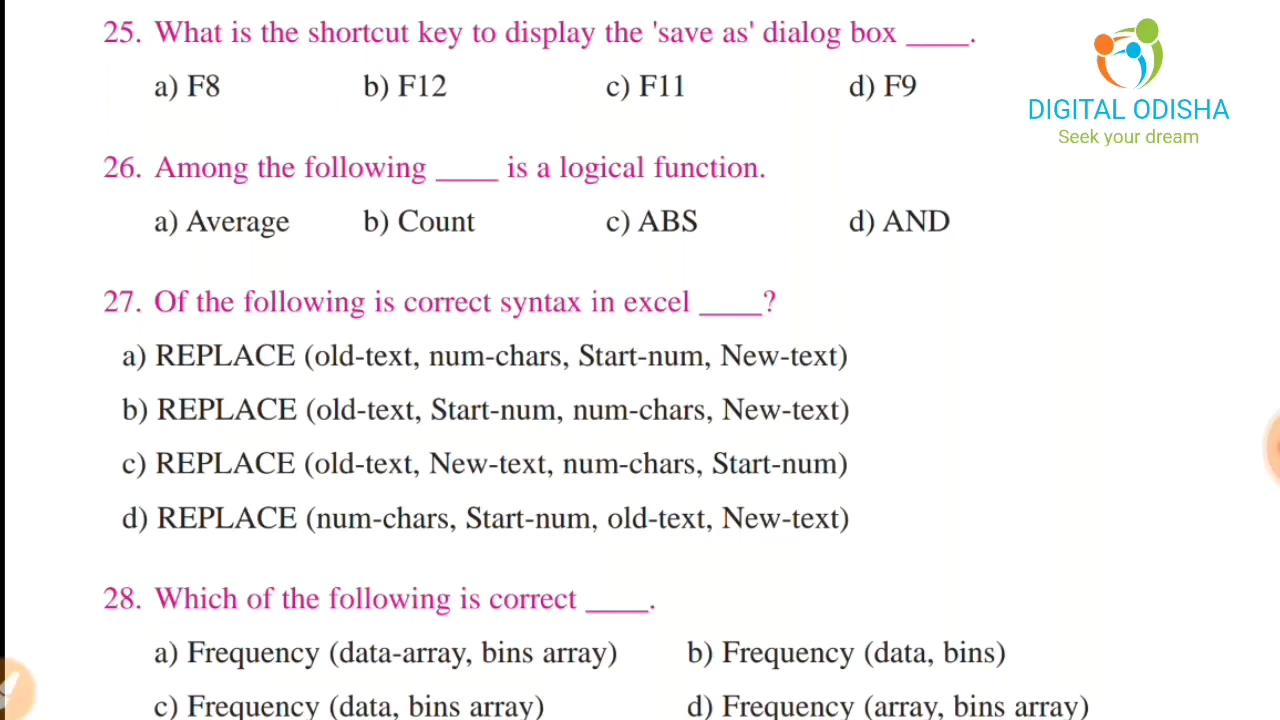 25. What is the shortcut key to display the 'save as' dialog box ____.
a) F8 b) F12 c) F11 d) F9
DIGITAL ODISHA
Seek your dream
26. Among the following ____ is a logical function.
a) Average b) Count c) ABS d) AND
27. Of the following is correct syntax in excel ____?
a) REPLACE (old-text, num-chars, Start-num, New-text)
b) REPLACE (old-text, Start-num, num-chars, New-text)
c) REPLACE (old-text, New-text, num-chars, Start-num)
d) REPLACE (num-chars, Start-num, old-text, New-text)
28. Which of the following is correct ____.
a) Frequency (data-array, bins array) b) Frequency (data, bins)
c) Frequency (data, bins array) d) Frequency (array, bins array)